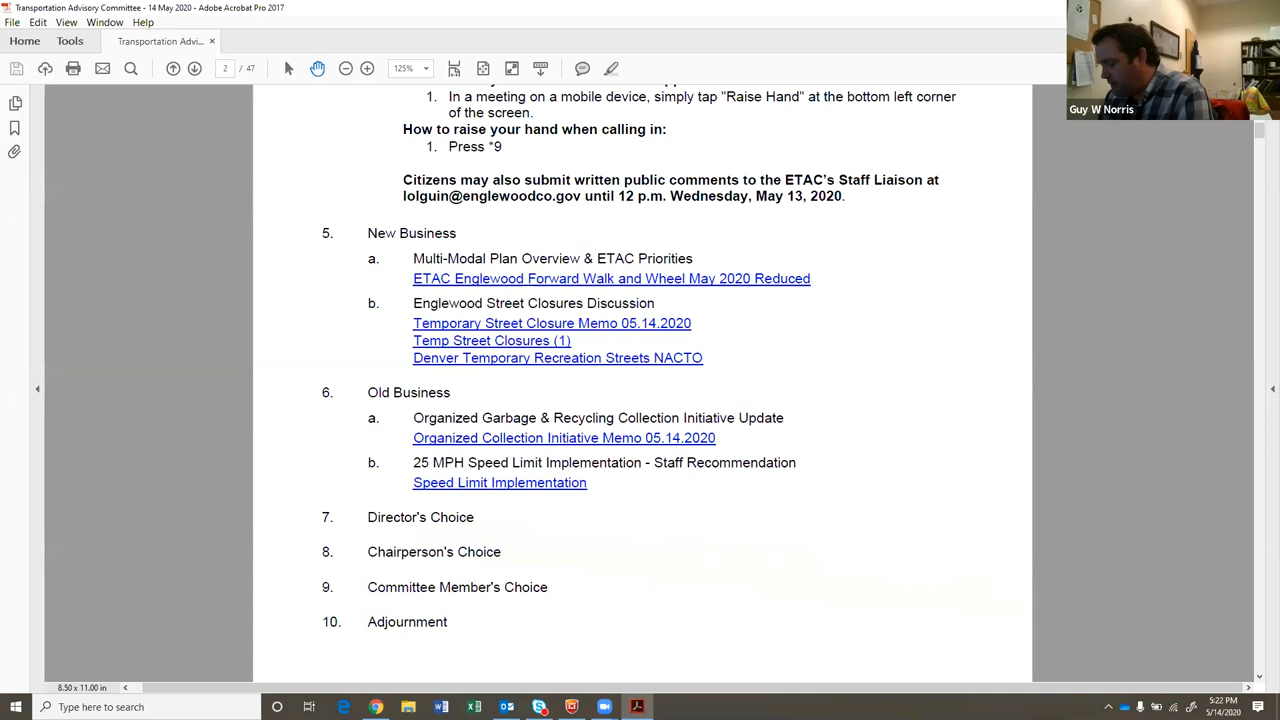 Transportation Advisory Committee - 14 May 2020 - Adobe Acrobat Pro 2017
File Edit View Window Help
Home Tools Transportation Advi... ×
2 / 47 125%
Guy W Norris
1. In a meeting on a mobile device, simply tap "Raise Hand" at the bottom left corner
of the screen.
How to raise your hand when calling in:
1. Press *9
Citizens may also submit written public comments to the ETAC's Staff Liaison at
lolguin@englewoodco.gov until 12 p.m. Wednesday, May 13, 2020.
5. New Business
a. Multi-Modal Plan Overview & ETAC Priorities
ETAC Englewood Forward Walk and Wheel May 2020 Reduced
b. Englewood Street Closures Discussion
Temporary Street Closure Memo 05.14.2020
Temp Street Closures (1)
Denver Temporary Recreation Streets NACTO
6. Old Business
a. Organized Garbage & Recycling Collection Initiative Update
Organized Collection Initiative Memo 05.14.2020
b. 25 MPH Speed Limit Implementation - Staff Recommendation
Speed Limit Implementation
7. Director's Choice
8. Chairperson's Choice
9. Committee Member's Choice
10. Adjournment
8.50 x 11.00 in
Type here to search
5:22 PM
5/14/2020